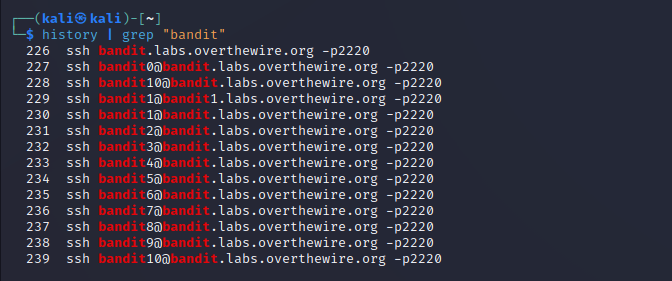 ┌──(kali㉿kali)-[~]
└─$ history | grep "bandit"
226 ssh bandit.labs.overthewire.org -p2220
227 ssh bandit0@bandit.labs.overthewire.org -p2220
228 ssh bandit10@bandit.labs.overthewire.org -p2220
229 ssh bandit1@bandit1.labs.overthewire.org -p2220
230 ssh bandit1@bandit.labs.overthewire.org -p2220
231 ssh bandit2@bandit.labs.overthewire.org -p2220
232 ssh bandit3@bandit.labs.overthewire.org -p2220
233 ssh bandit4@bandit.labs.overthewire.org -p2220
234 ssh bandit5@bandit.labs.overthewire.org -p2220
235 ssh bandit6@bandit.labs.overthewire.org -p2220
236 ssh bandit7@bandit.labs.overthewire.org -p2220
237 ssh bandit8@bandit.labs.overthewire.org -p2220
238 ssh bandit9@bandit.labs.overthewire.org -p2220
239 ssh bandit10@bandit.labs.overthewire.org -p2220